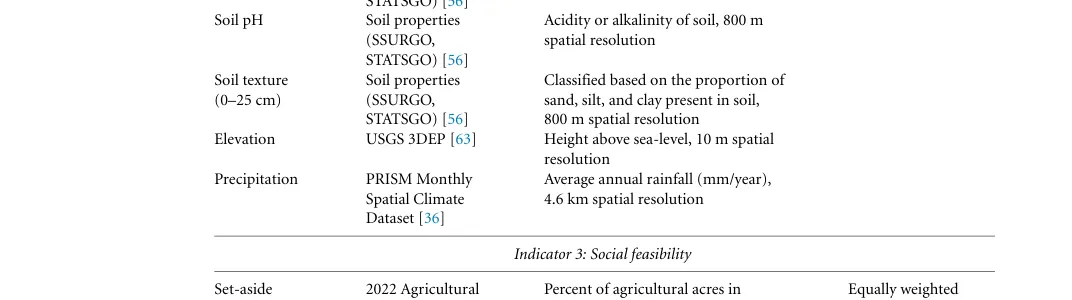 STATSGO) [56]
Soil pH Soil properties Acidity or alkalinity of soil, 800 m
(SSURGO, spatial resolution
STATSGO) [56]
Soil texture Soil properties Classified based on the proportion of
(0–25 cm) (SSURGO, sand, silt, and clay present in soil,
STATSGO) [56] 800 m spatial resolution
Elevation USGS 3DEP [63] Height above sea-level, 10 m spatial
resolution
Precipitation PRISM Monthly Average annual rainfall (mm/year),
Spatial Climate 4.6 km spatial resolution
Dataset [36]
Indicator 3: Social feasibility
Set-aside 2022 Agricultural Percent of agricultural acres in Equally weighted